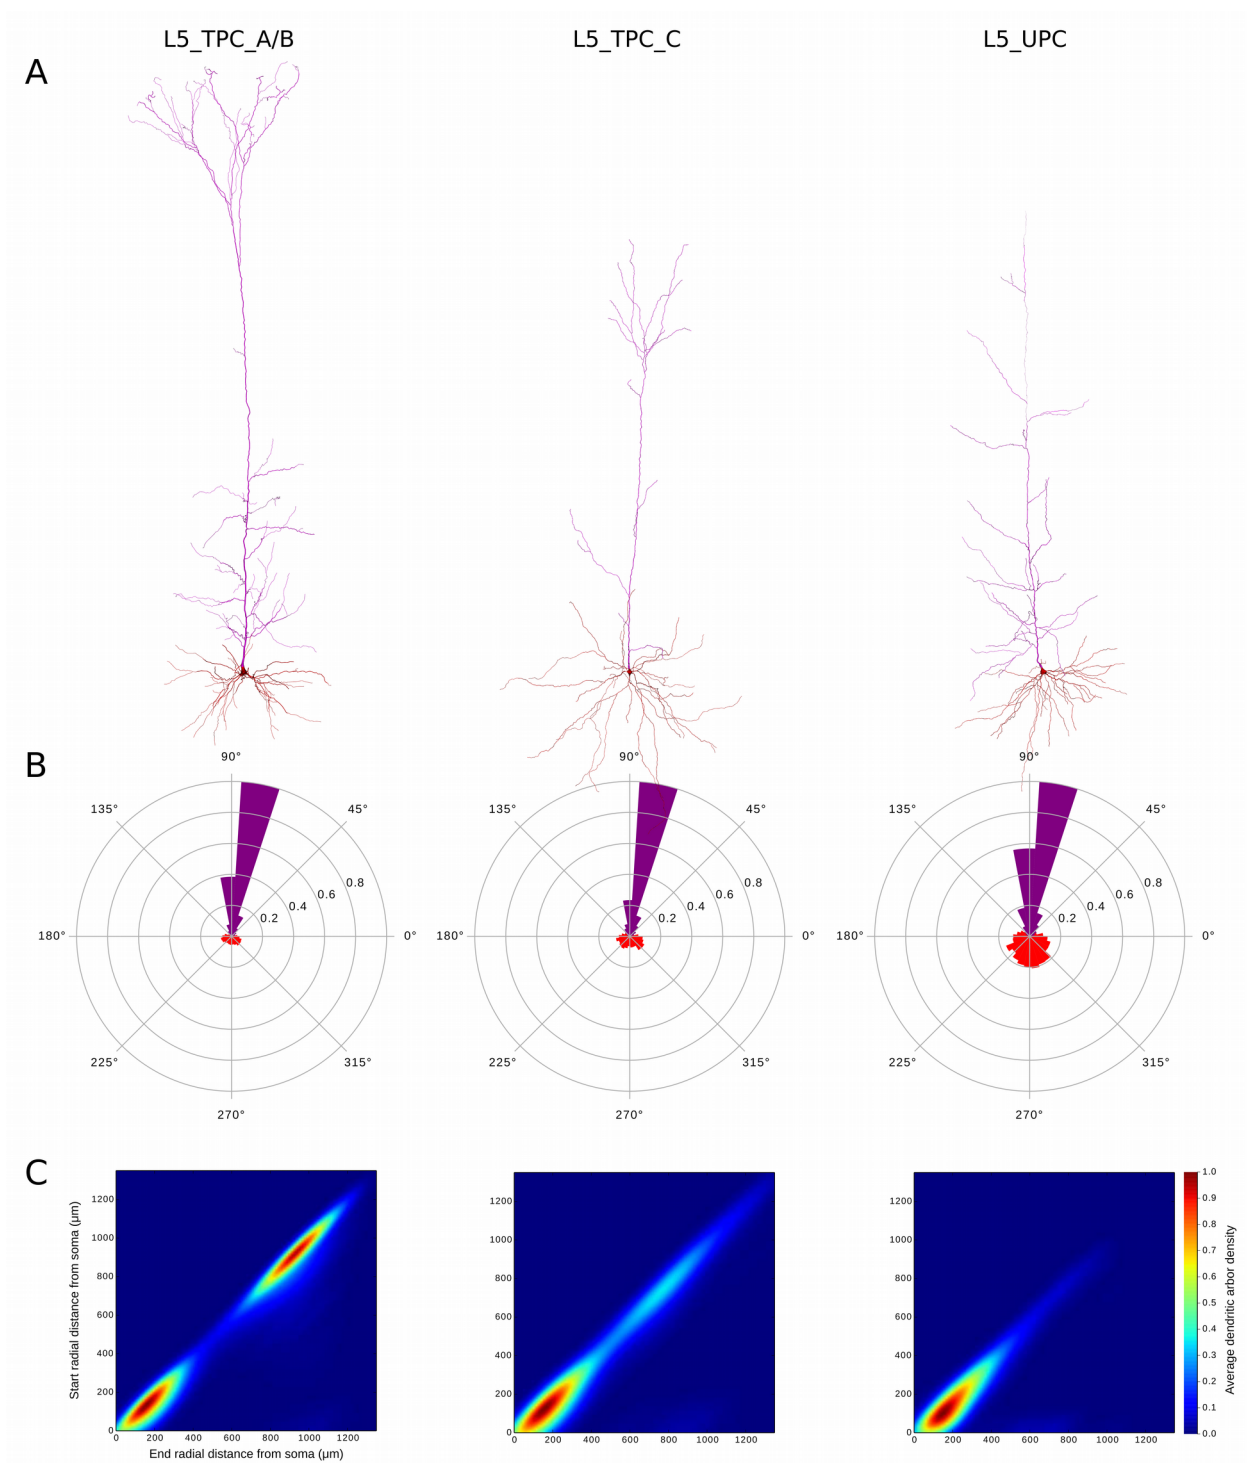 L5_TPC_A/B L5_TPC_C L5_UPC
A
B
90° 90° 90°
135° 45° 135° 45° 135° 45°
0.8 0.8 0.8
0.6 0.6 0.6
0.4 0.4 0.4
0.2 0.2 0.2
180° 0° 180° 0° 180° 0°
225° 315° 225° 315° 225° 315°
270° 270° 270°
C
Start radial distance from soma (μm)
1200
1000
800
600
400
200
0
0 200 400 600 800 1000 1200
End radial distance from soma (μm)
1200
1000
800
600
400
200
0
0 200 400 600 800 1000 1200
1200
1000
800
600
400
200
0
0 200 400 600 800 1000 1200
1.0
0.9
0.8
0.7
0.6
0.5
0.4
0.3
0.2
0.1
0.0
Average dendritic arbor density